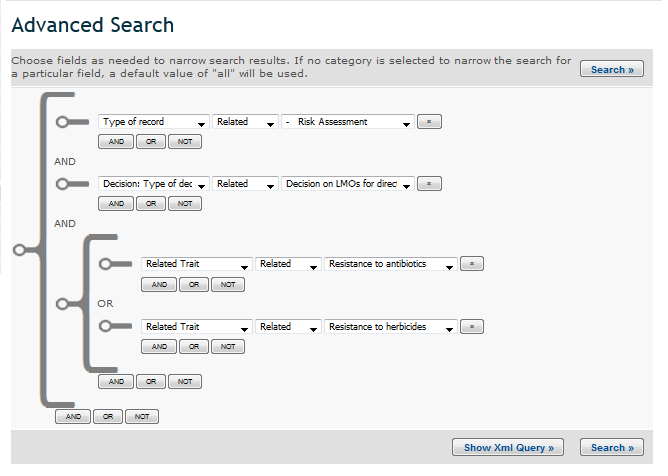 Advanced Search
Choose fields as needed to narrow search results. If no category is selected to narrow the search for
a particular field, a default value of "all" will be used.
Search »
Type of record Related - Risk Assessment ×
AND OR NOT
AND
Decision: Type of dec Related Decision on LMOs for direct ×
AND OR NOT
AND
Related Trait Related Resistance to antibiotics ×
AND OR NOT
OR
Related Trait Related Resistance to herbicides ×
AND OR NOT
AND OR NOT
AND OR NOT
Show Xml Query » Search »